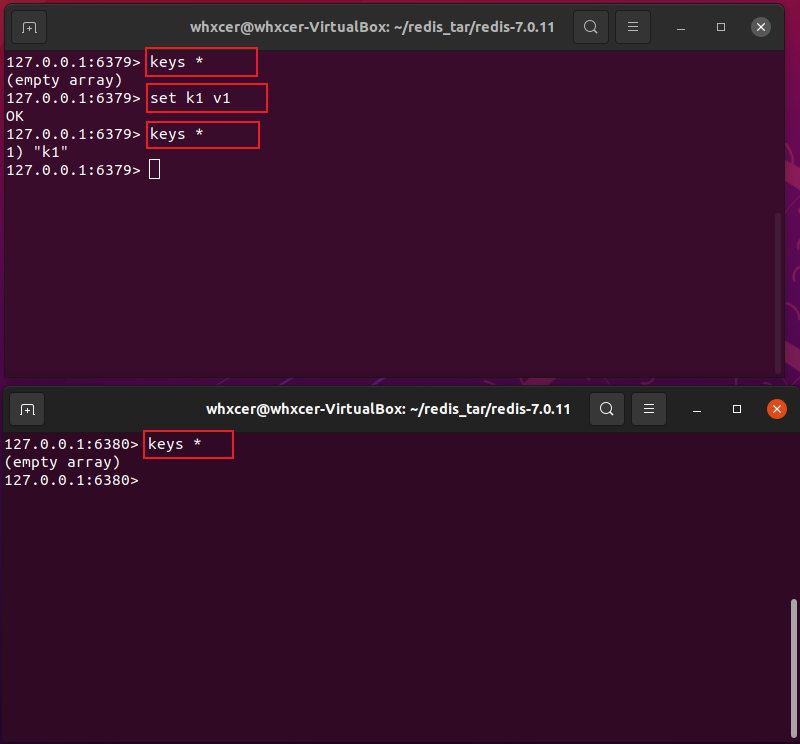 whxcer@whxcer-VirtualBox: ~/redis_tar/redis-7.0.11
127.0.0.1:6379> keys *
(empty array)
127.0.0.1:6379> set k1 v1
OK
127.0.0.1:6379> keys *
1) "k1"
127.0.0.1:6379>
whxcer@whxcer-VirtualBox: ~/redis_tar/redis-7.0.11
127.0.0.1:6380> keys *
(empty array)
127.0.0.1:6380>